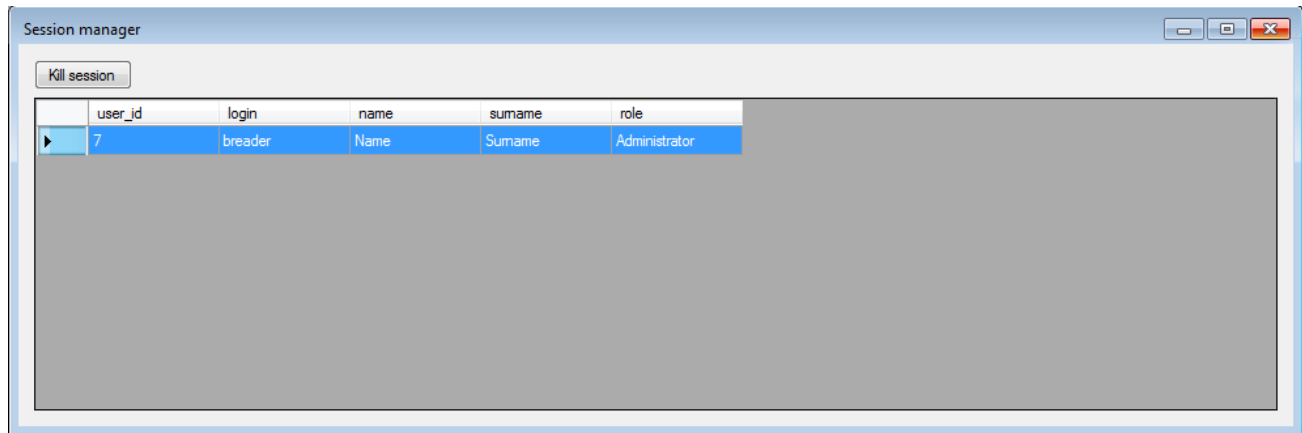 Session manager
Kill session
user_id login name surname role
7 breader Name Surname Administrator